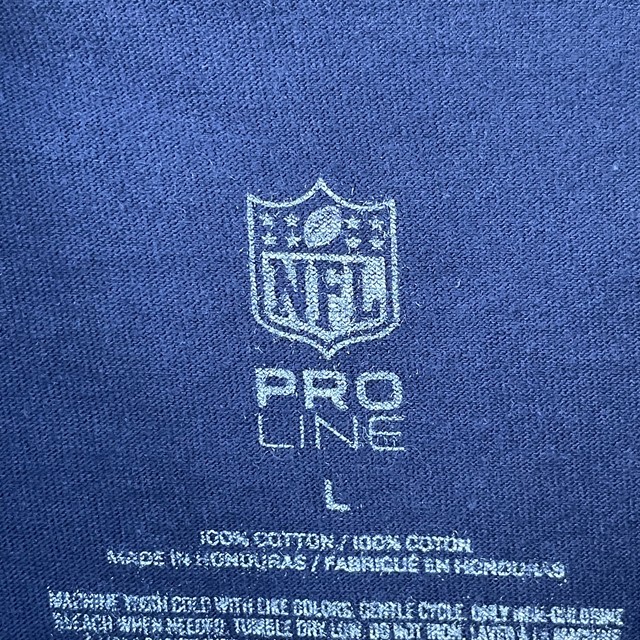 NFL
PRO
LINE
L
100% COTTON / 100% COTON
MADE IN HONDURAS / FABRIQUÉ EN HONDURAS
MACHINE WASH COLD WITH LIKE COLORS, GENTLE CYCLE, ONLY NON-CHLORINE
BLEACH WHEN NEEDED, TUMBLE DRY LOW, DO NOT IRON